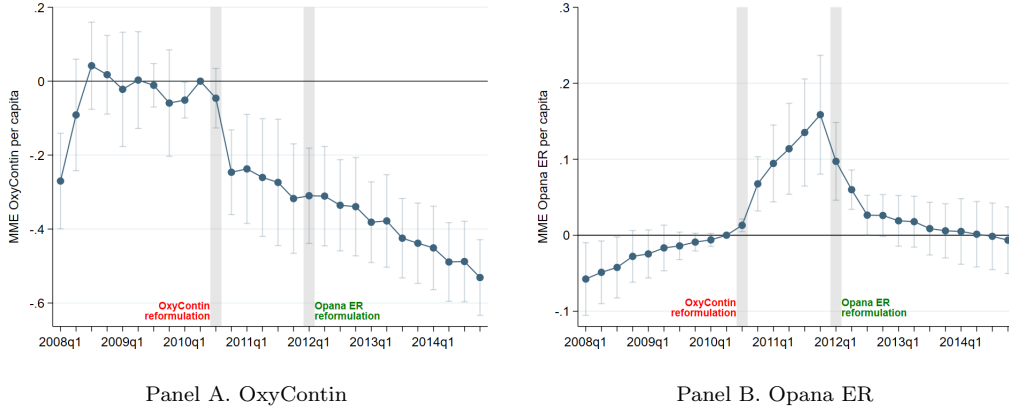 .2
0
-.2
-.4
-.6
MME OxyContin per capita
OxyContin
reformulation
Opana ER
reformulation
2008q1 2009q1 2010q1 2011q1 2012q1 2013q1 2014q1
Panel A. OxyContin
.3
.2
.1
0
-.1
MME Opana ER per capita
OxyContin
reformulation
Opana ER
reformulation
2008q1 2009q1 2010q1 2011q1 2012q1 2013q1 2014q1
Panel B. Opana ER